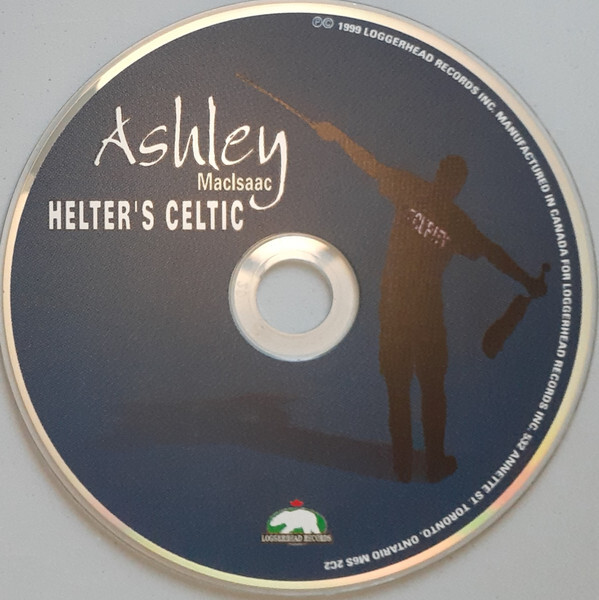 ℗© 1999 LOGGERHEAD RECORDS INC. MANUFACTURED IN CANADA FOR LOGGERHEAD RECORDS INC. 532 ANNETTE ST. TORONTO, ONTARIO M6S 2C2
Ashley
MacIsaac
HELTER'S CELTIC
LOGGERHEAD RECORDS